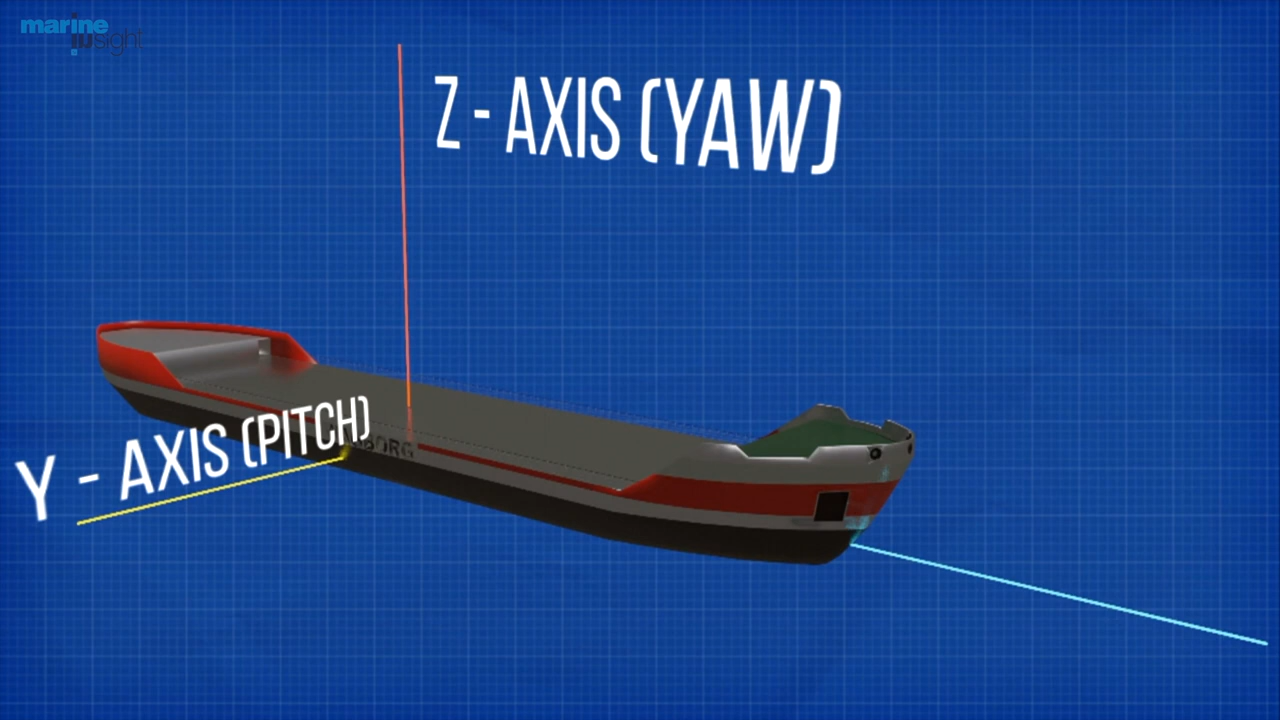 marine
insight
Z - AXIS (YAW)
Y - AXIS (PITCH)